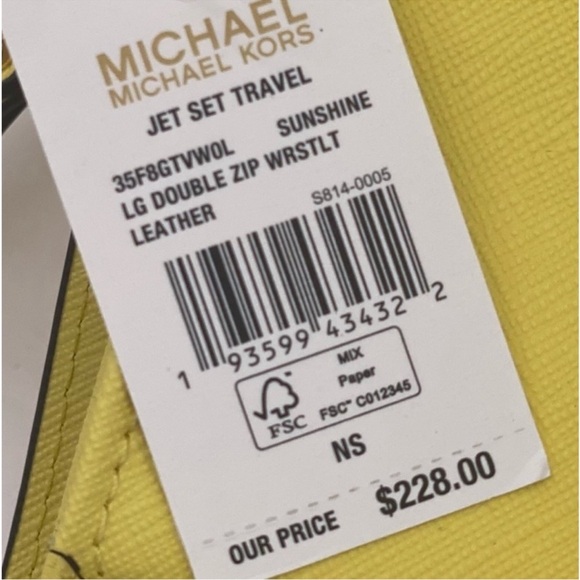 MICHAEL
MICHAEL KORS
JET SET TRAVEL
35F8GTVW0L SUNSHINE
LG DOUBLE ZIP WRSTLT
LEATHER
S814-0005
1 93599 43432 2
FSC™
MIX
Paper
FSC™ C012345
NS
OUR PRICE $228.00